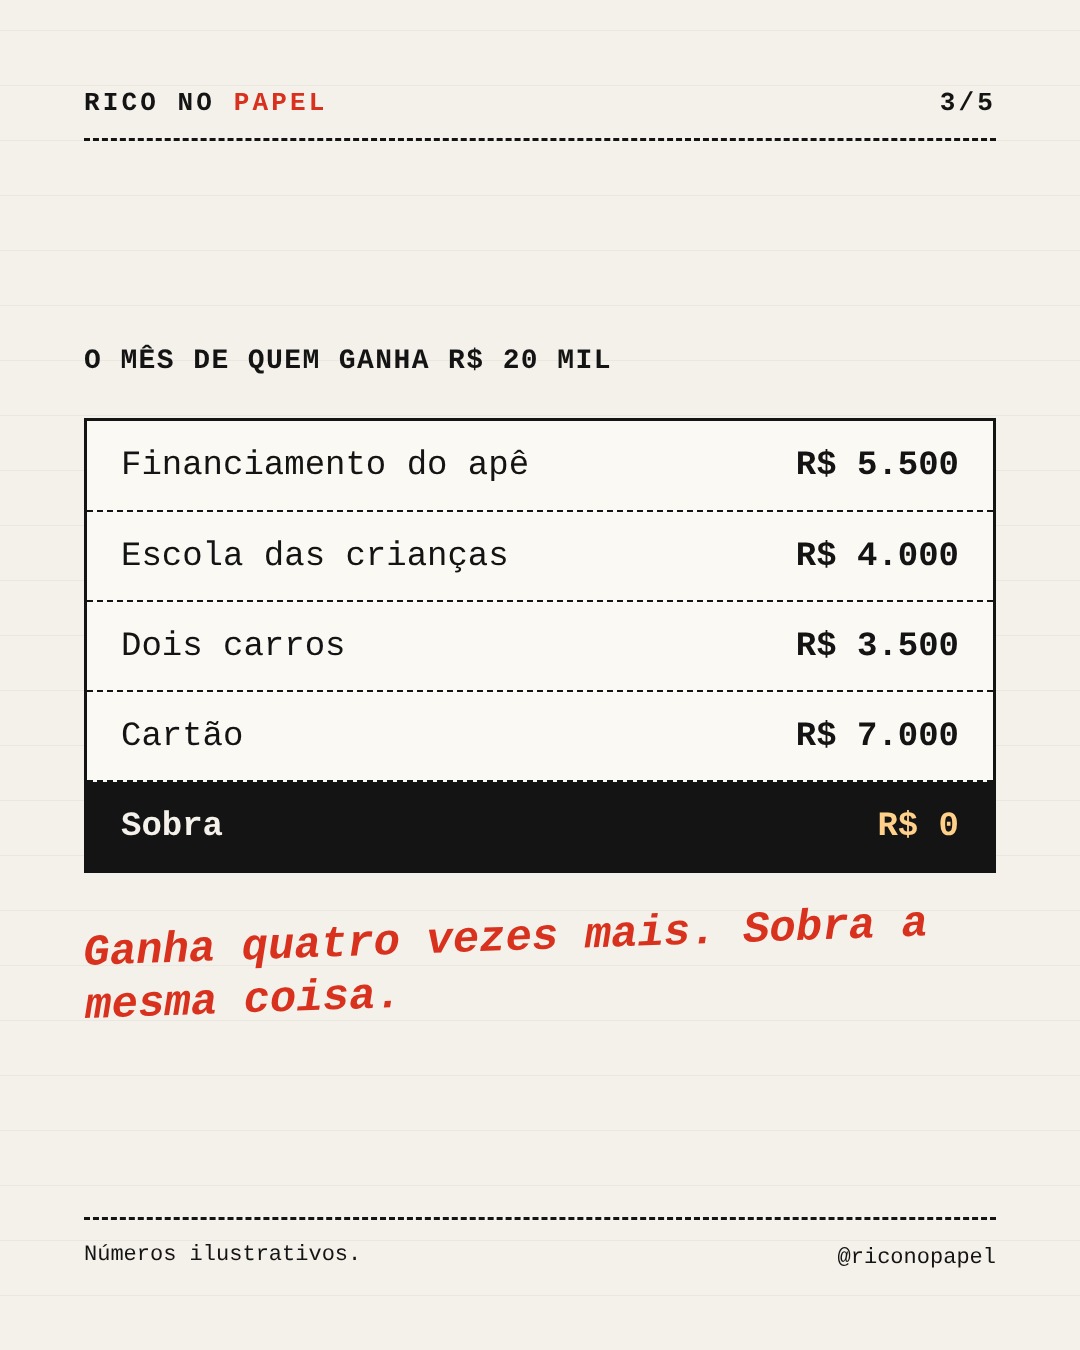 RICO NO PAPEL
3/5
O MÊS DE QUEM GANHA R$ 20 MIL
Financiamento do apê R$ 5.500
Escola das crianças R$ 4.000
Dois carros R$ 3.500
Cartão R$ 7.000
Sobra R$ 0
Ganha quatro vezes mais. Sobra a
mesma coisa.
Números ilustrativos.
@riconopapel